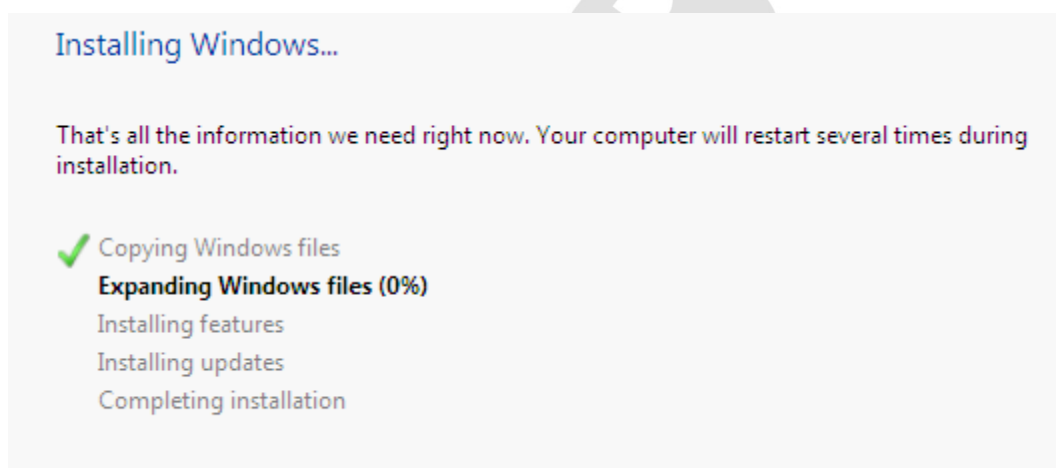 Installing Windows...
That's all the information we need right now. Your computer will restart several times during
installation.
Copying Windows files
Expanding Windows files (0%)
Installing features
Installing updates
Completing installation